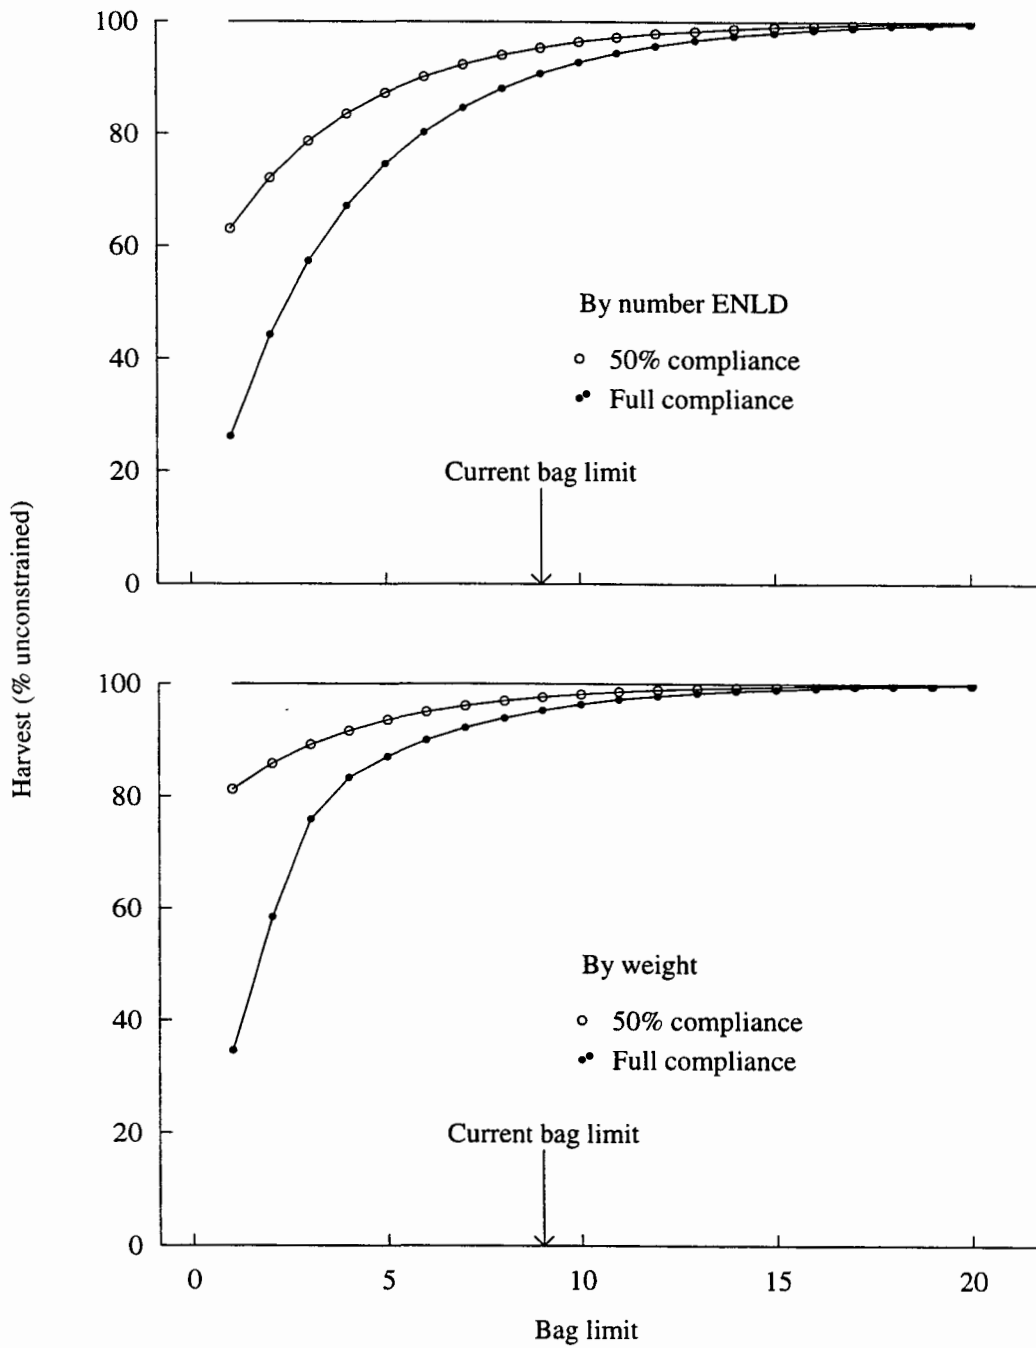 100
80
60
40
20
0
By number ENLD
50% compliance
Full compliance
Current bag limit
Harvest (% unconstrained)
100
80
60
40
20
0
By weight
50% compliance
Full compliance
Current bag limit
0 5 10 15 20
Bag limit